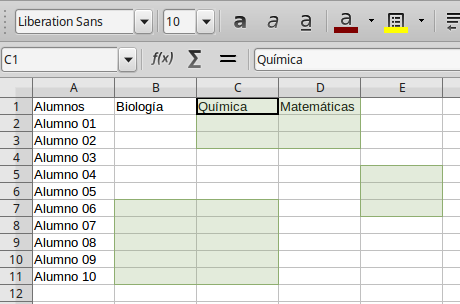 Liberation Sans 10 a a a a
C1 f(x) Σ = Química
A B C D E
1 Alumnos Biología Química Matemáticas
2 Alumno 01
3 Alumno 02
4 Alumno 03
5 Alumno 04
6 Alumno 05
7 Alumno 06
8 Alumno 07
9 Alumno 08
10 Alumno 09
11 Alumno 10
12